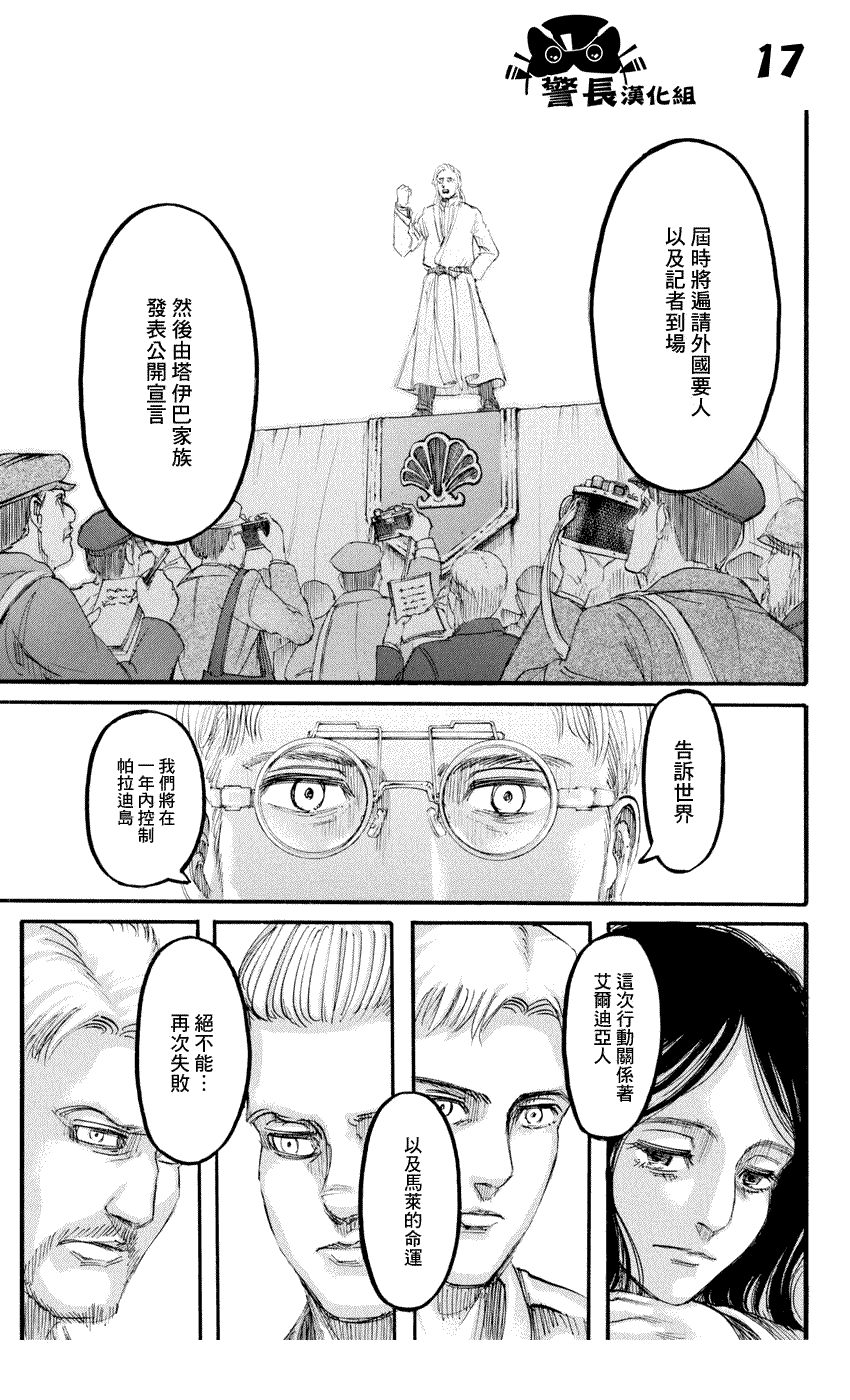 警長漢化組
17
屆時將遍請外國要人
以及記者到場
然後由塔伊巴家族
發表公開宣言
告訴世界
我們將在
一年內控制
帕拉迪島
這次行動關係著
艾爾迪亞人
以及馬萊的命運
絕不能…
再次失敗